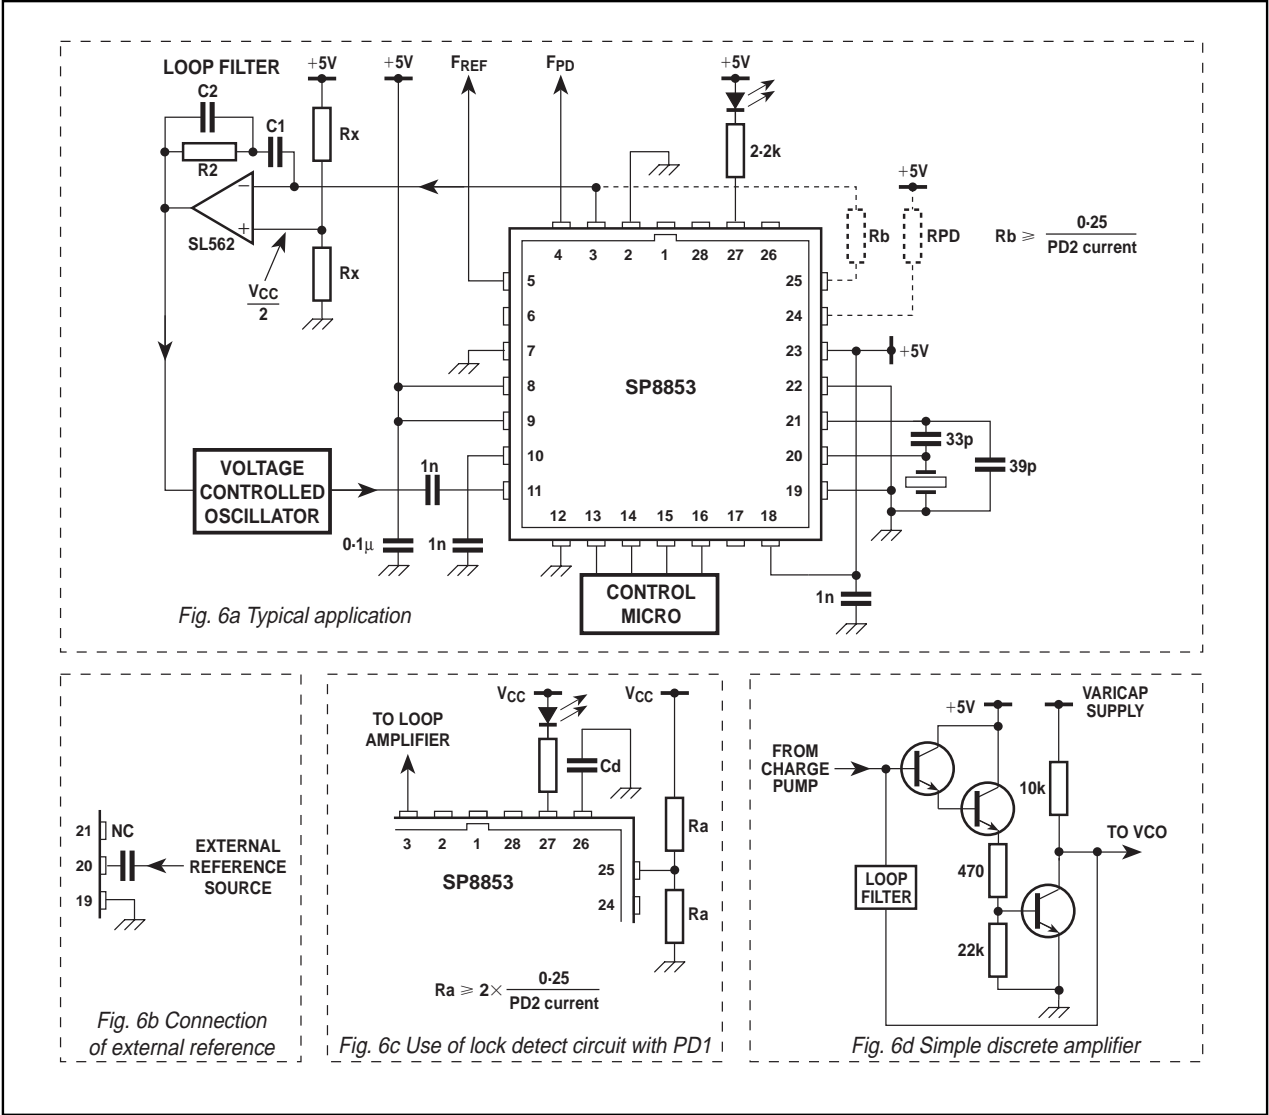 LOOP FILTER
+5V
+5V
FREF
FPD
+5V
C2
C1
Rx
R2
2·2k
+5V
−
+
SL562
VCC
2
Rx
4 3 2 1 28 27 26
5
6
7
8
9
10
11
25
24
23
22
21
20
19
12 13 14 15 16 17 18
SP8853
Rb
RPD
Rb ⩾ 0·25
PD2 current
+5V
33p
39p
VOLTAGE
CONTROLLED
OSCILLATOR
1n
0·1µ
1n
CONTROL
MICRO
1n
Fig. 6a Typical application
21
NC
20
19
EXTERNAL
REFERENCE
SOURCE
Fig. 6b Connection
of external reference
VCC
VCC
TO LOOP
AMPLIFIER
Cd
3 2 1 28 27 26
25
24
SP8853
Ra
Ra
Ra ⩾ 2× 0·25
PD2 current
Fig. 6c Use of lock detect circuit with PD1
+5V
VARICAP
SUPPLY
FROM
CHARGE
PUMP
10k
TO VCO
LOOP
FILTER
470
22k
Fig. 6d Simple discrete amplifier